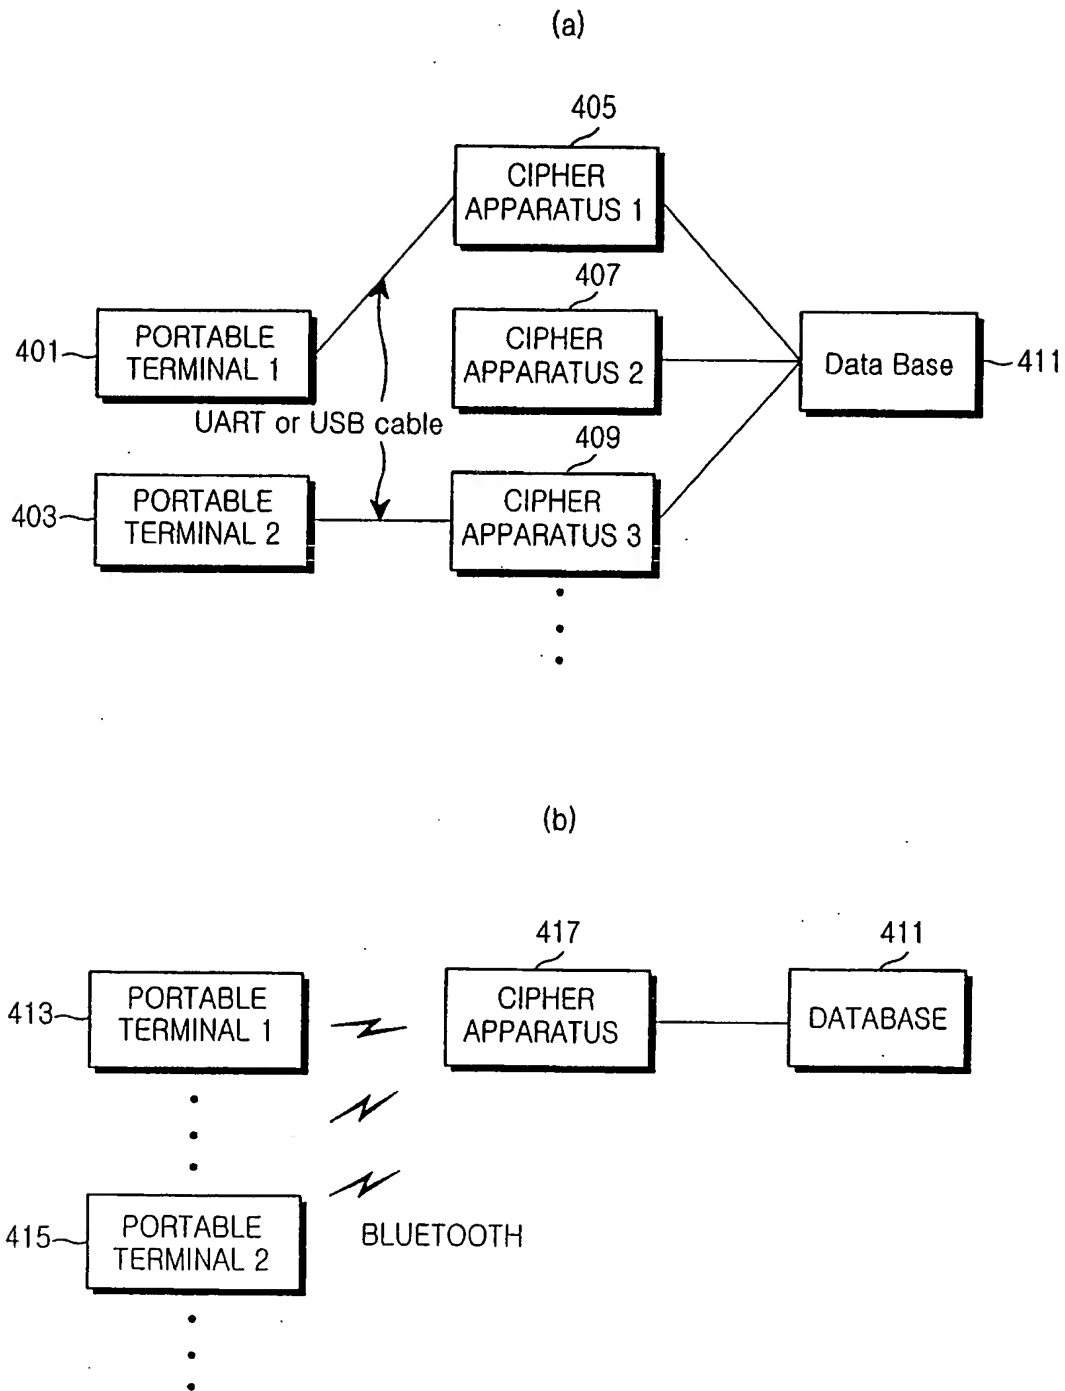 (a)
405
CIPHER
APPARATUS 1
407
401
PORTABLE
TERMINAL 1
CIPHER
APPARATUS 2
Data Base
411
UART or USB cable
409
403
PORTABLE
TERMINAL 2
CIPHER
APPARATUS 3
(b)
417
411
413
PORTABLE
TERMINAL 1
CIPHER
APPARATUS
DATABASE
415
PORTABLE
TERMINAL 2
BLUETOOTH